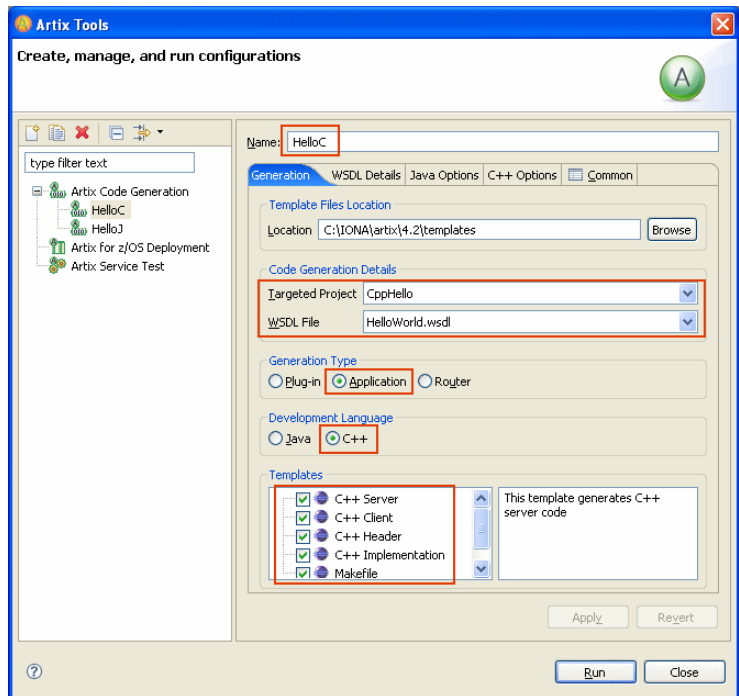 Artix Tools
Create, manage, and run configurations
type filter text
Artix Code Generation
HelloC
HelloJ
Artix for z/OS Deployment
Artix Service Test
Name: HelloC
Generation WSDL Details Java Options C++ Options Common
Template Files Location
Location C:\IONA\artix\4.2\templates Browse
Code Generation Details
Targeted Project CppHello
WSDL File HelloWorld.wsdl
Generation Type
Plug-in Application Router
Development Language
Java C++
Templates
C++ Server
C++ Client
C++ Header
C++ Implementation
Makefile
This template generates C++
server code
Apply Revert
Run Close